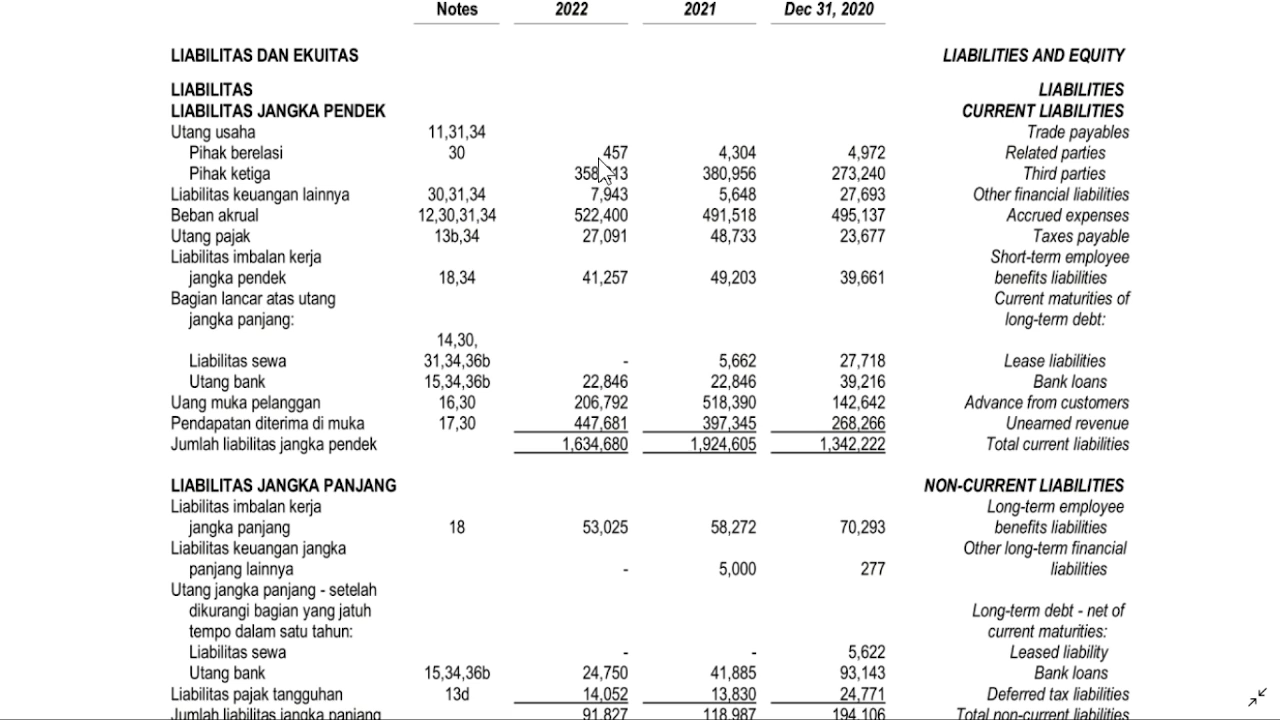 Notes 2022 2021 Dec 31, 2020
LIABILITAS DAN EKUITAS LIABILITIES AND EQUITY
LIABILITAS LIABILITIES
LIABILITAS JANGKA PENDEK CURRENT LIABILITIES
Utang usaha 11,31,34 Trade payables
Pihak berelasi 30 457 4,304 4,972 Related parties
Pihak ketiga 380,956 273,240 Third parties
Liabilitas keuangan lainnya 30,31,34 7,943 5,648 27,693 Other financial liabilities
Beban akrual 12,30,31,34 522,400 491,518 495,137 Accrued expenses
Utang pajak 13b,34 27,091 48,733 23,677 Taxes payable
Liabilitas imbalan kerja Short-term employee
jangka pendek 18,34 41,257 49,203 39,661 benefits liabilities
Bagian lancar atas utang Current maturities of
jangka panjang: long-term debt:
14,30,
Liabilitas sewa 31,34,36b - 5,662 27,718 Lease liabilities
Utang bank 15,34,36b 22,846 22,846 39,216 Bank loans
Uang muka pelanggan 16,30 206,792 518,390 142,642 Advance from customers
Pendapatan diterima di muka 17,30 447,681 397,345 268,266 Unearned revenue
Jumlah liabilitas jangka pendek 1,634,680 1,924,605 1,342,222 Total current liabilities
LIABILITAS JANGKA PANJANG NON-CURRENT LIABILITIES
Liabilitas imbalan kerja Long-term employee
jangka panjang 18 53,025 58,272 70,293 benefits liabilities
Liabilitas keuangan jangka Other long-term financial
panjang lainnya - 5,000 277 liabilities
Utang jangka panjang - setelah
dikurangi bagian yang jatuh Long-term debt - net of
tempo dalam satu tahun: current maturities:
Liabilitas sewa - - 5,622 Leased liability
Utang bank 15,34,36b 24,750 41,885 93,143 Bank loans
Liabilitas pajak tangguhan 13d 14,052 13,830 24,771 Deferred tax liabilities
Jumlah liabilitas jangka panjang 91,827 118,987 194,106 Total non-current liabilities